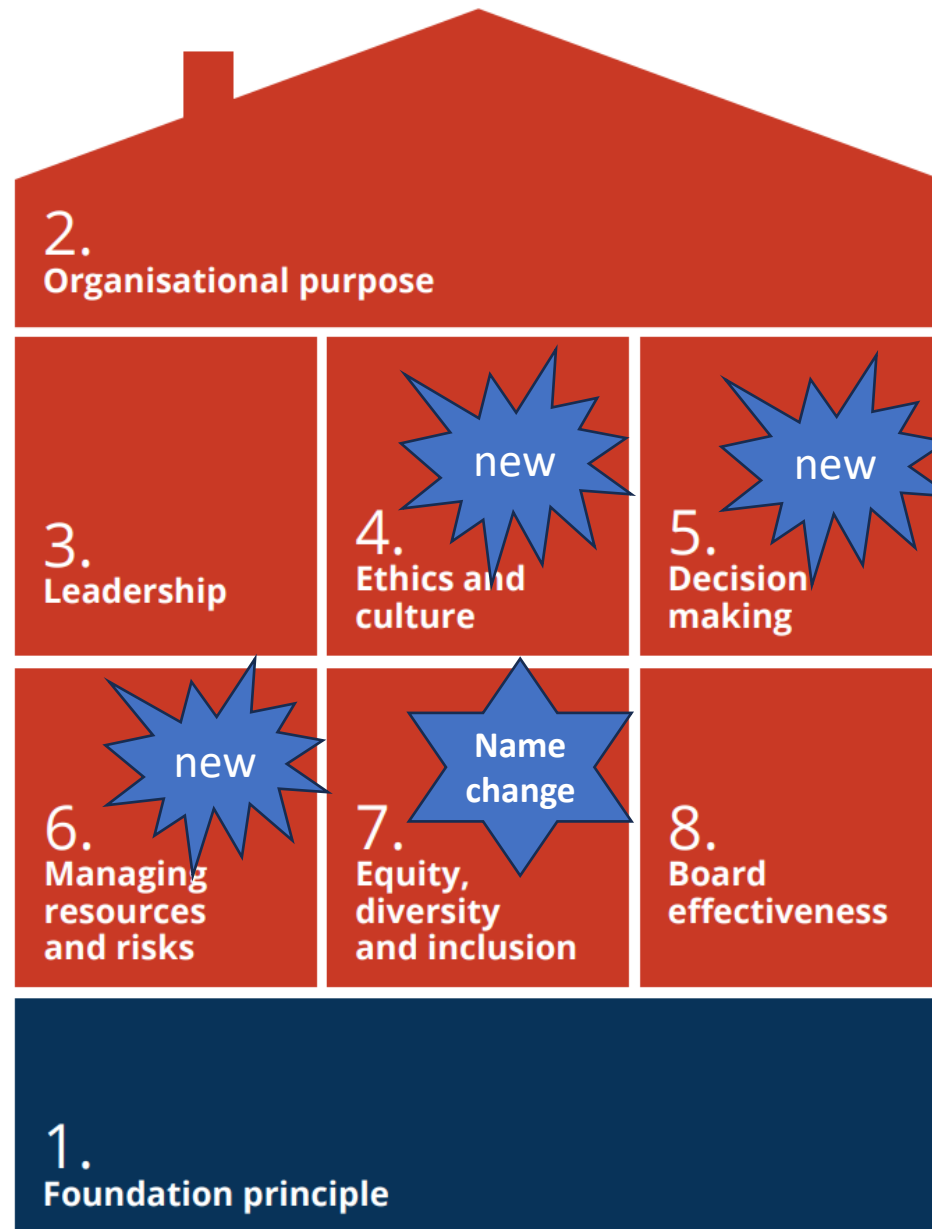 2.
Organisational purpose
3.
Leadership
new
4.
Ethics and
culture
new
5.
Decision
making
new
6.
Managing
resources
and risks
Name
change
7.
Equity,
diversity
and inclusion
8.
Board
effectiveness
1.
Foundation principle